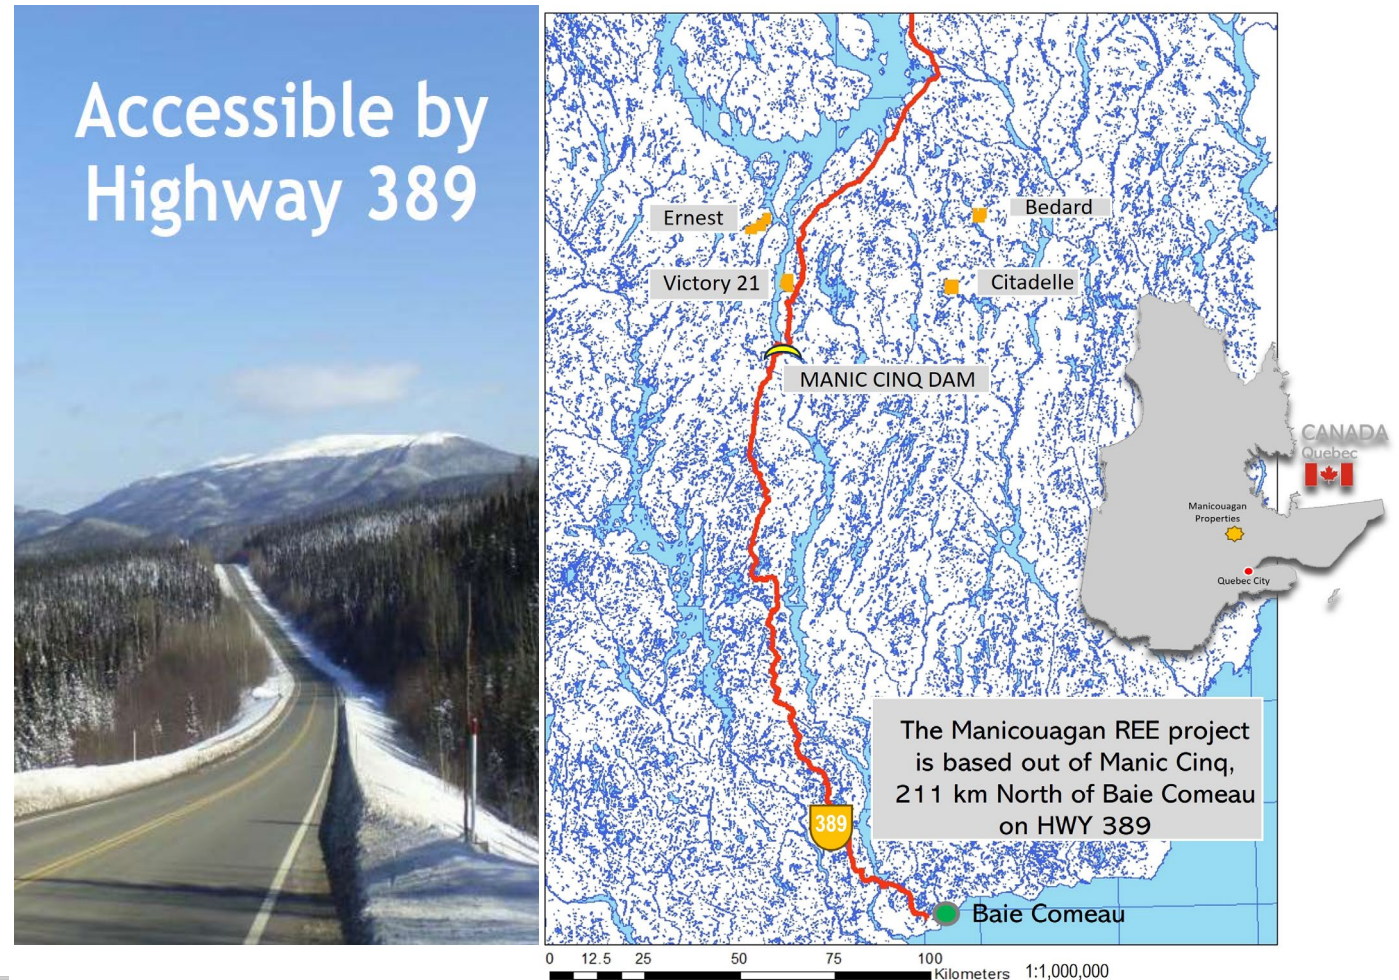 Accessible by
Highway 389
Ernest
Bedard
Victory 21
Citadelle
MANIC CINQ DAM
CANADA
Quebec
Manicouagan
Properties
Quebec City
The Manicouagan REE project
is based out of Manic Cinq,
211 km North of Baie Comeau
on HWY 389
389
Baie Comeau
0 12.5 25 50 75 100
Kilometers 1:1,000,000